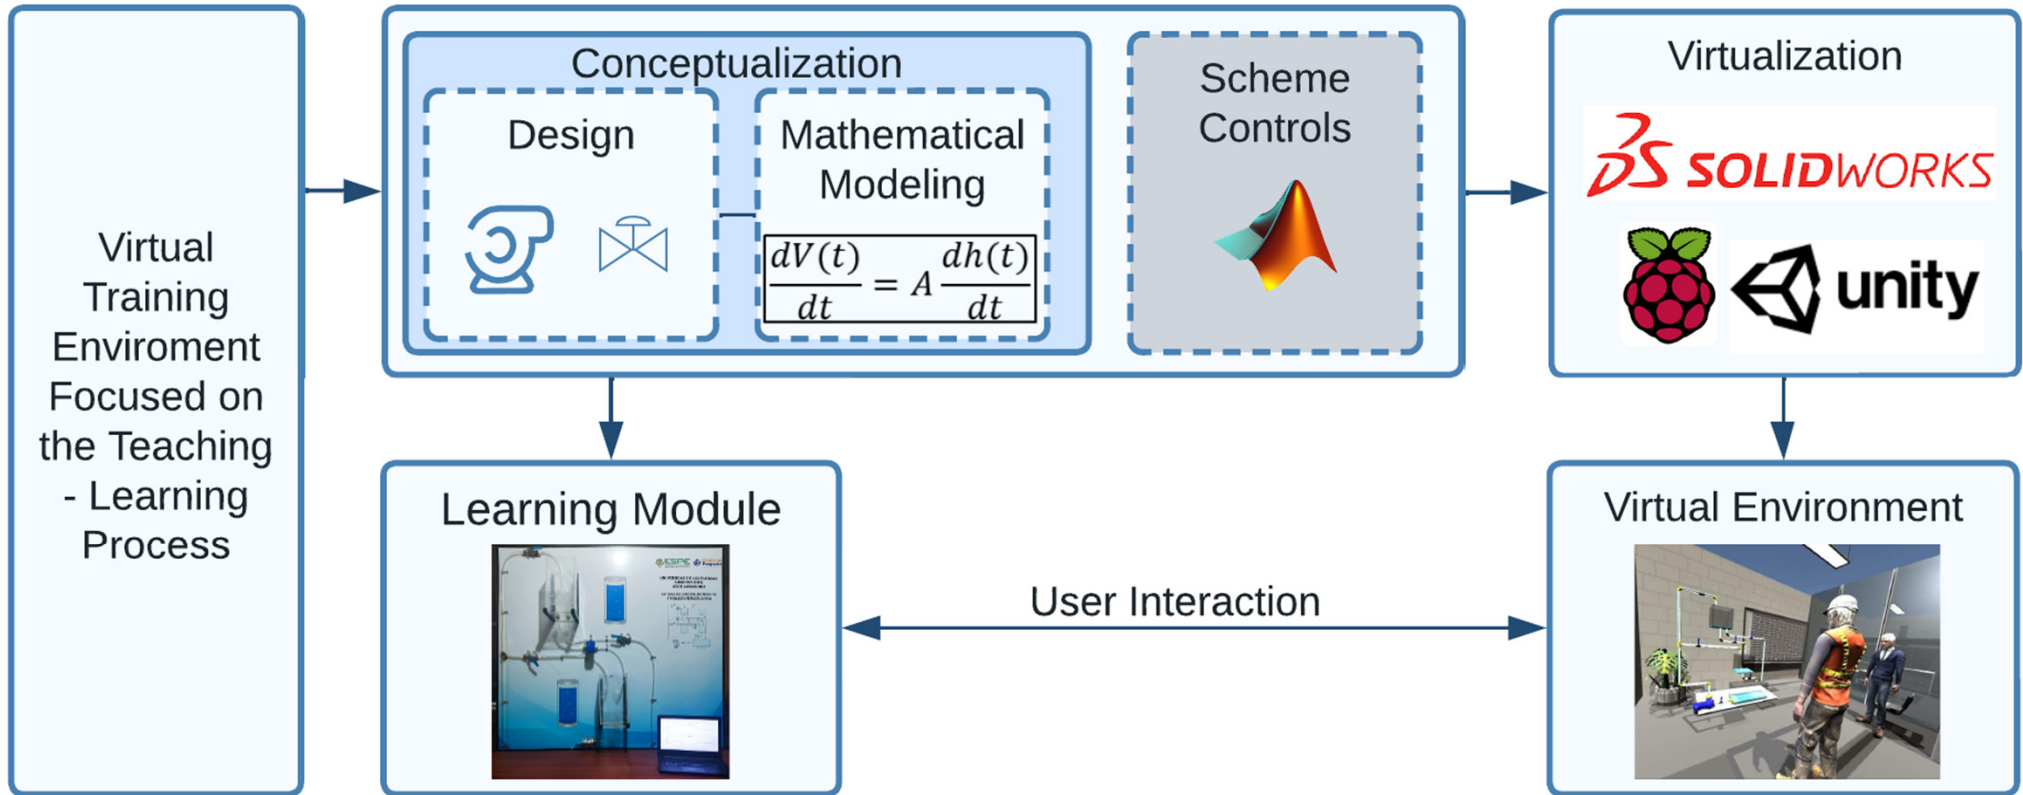 Virtual
Training
Enviroment
Focused on
the Teaching
- Learning
Process
Conceptualization
Design
Mathematical
Modeling
dV(t)/dt = A dh(t)/dt
Scheme
Controls
Virtualization
SOLIDWORKS
unity
Learning Module
ESPE
User Interaction
Virtual Environment